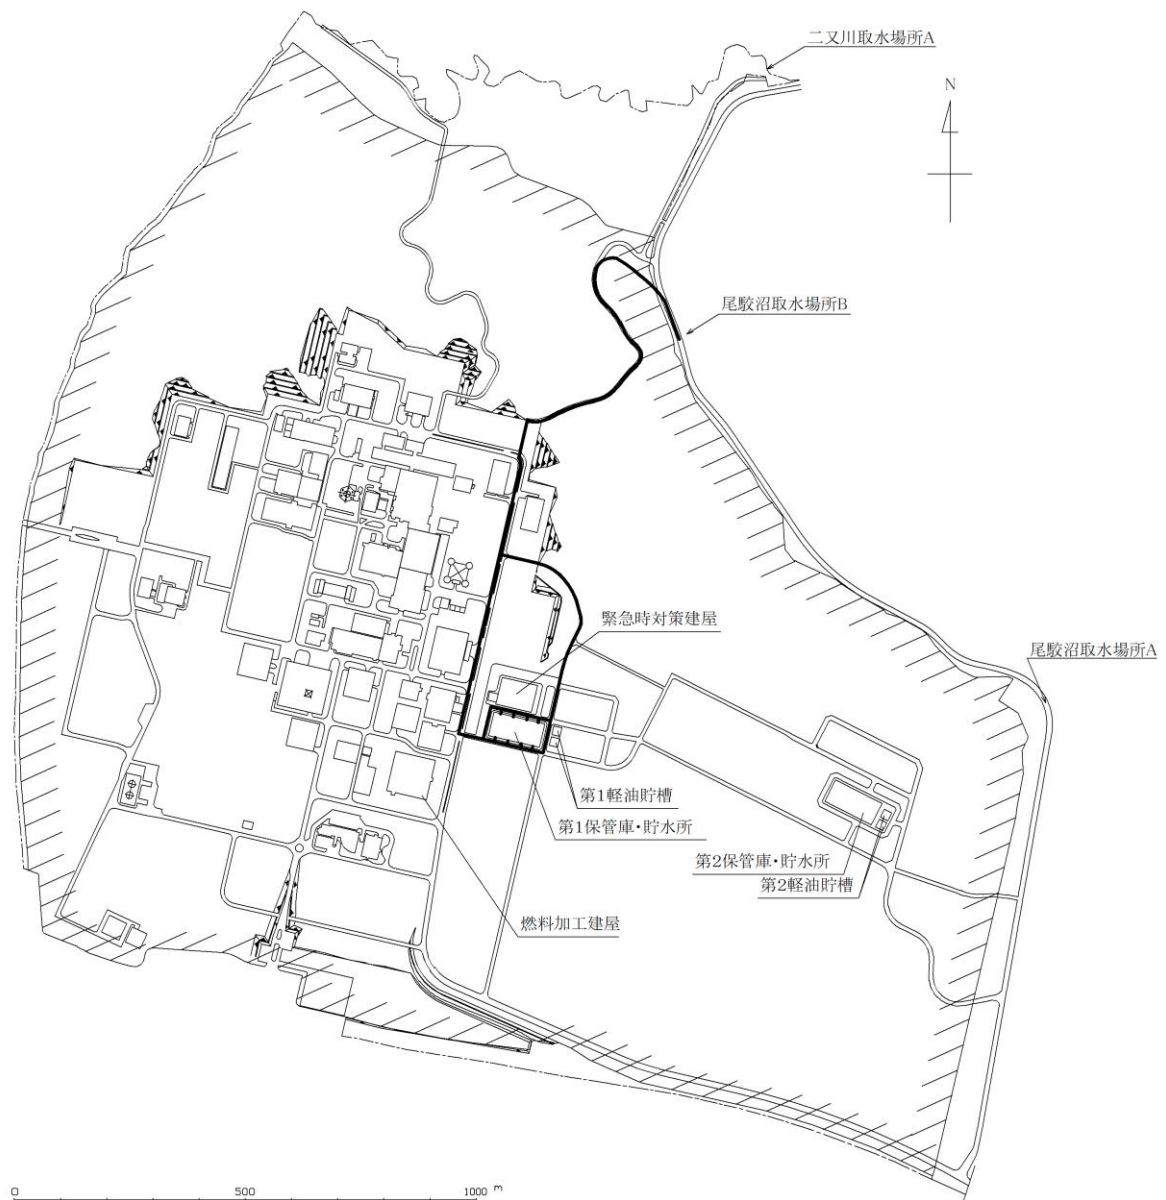 二又川取水場所A
N
尾駮沼取水場所B
緊急時対策建屋
尾駮沼取水場所A
第1軽油貯槽
第1保管庫・貯水所
第2保管庫・貯水所
第2軽油貯槽
燃料加工建屋
0 500 1000 m